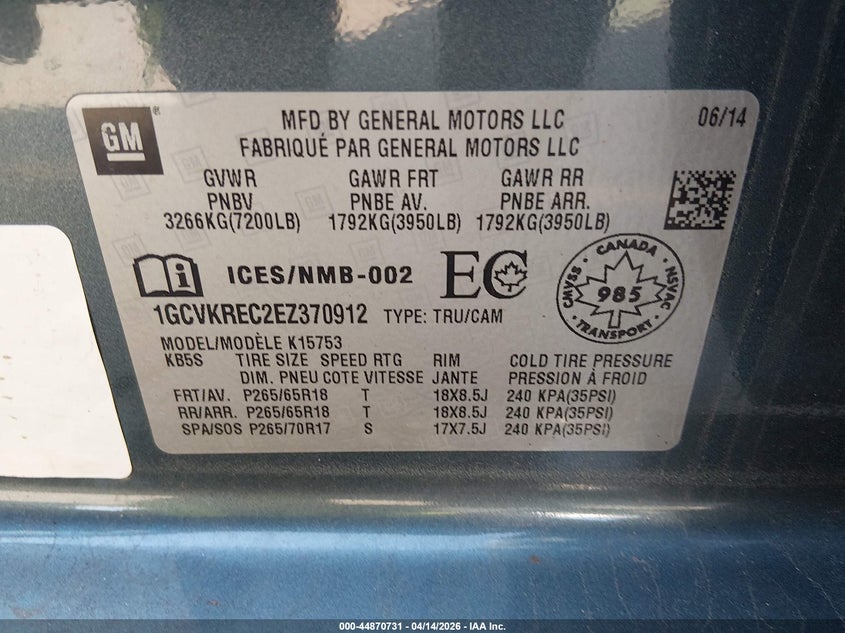 GM
MFD BY GENERAL MOTORS LLC 06/14
FABRIQUÉ PAR GENERAL MOTORS LLC
GVWR GAWR FRT GAWR RR
PNBV PNBE AV. PNBE ARR.
3266KG(7200LB) 1792KG(3950LB) 1792KG(3950LB)
ICES/NMB-002 EC
CANADA
CMVSS 985 NSVAC
TRANSPORT
1GCVKREC2EZ370912 TYPE: TRU/CAM
MODEL/MODÈLE K15753
KB5S TIRE SIZE SPEED RTG RIM COLD TIRE PRESSURE
DIM. PNEU COTE VITESSE JANTE PRESSION À FROID
FRT/AV. P265/65R18 T 18X8.5J 240 KPA(35PSI)
RR/ARR. P265/65R18 T 18X8.5J 240 KPA(35PSI)
SPA/SOS P265/70R17 S 17X7.5J 240 KPA(35PSI)
000-44870731 - 04/14/2026 - IAA Inc.